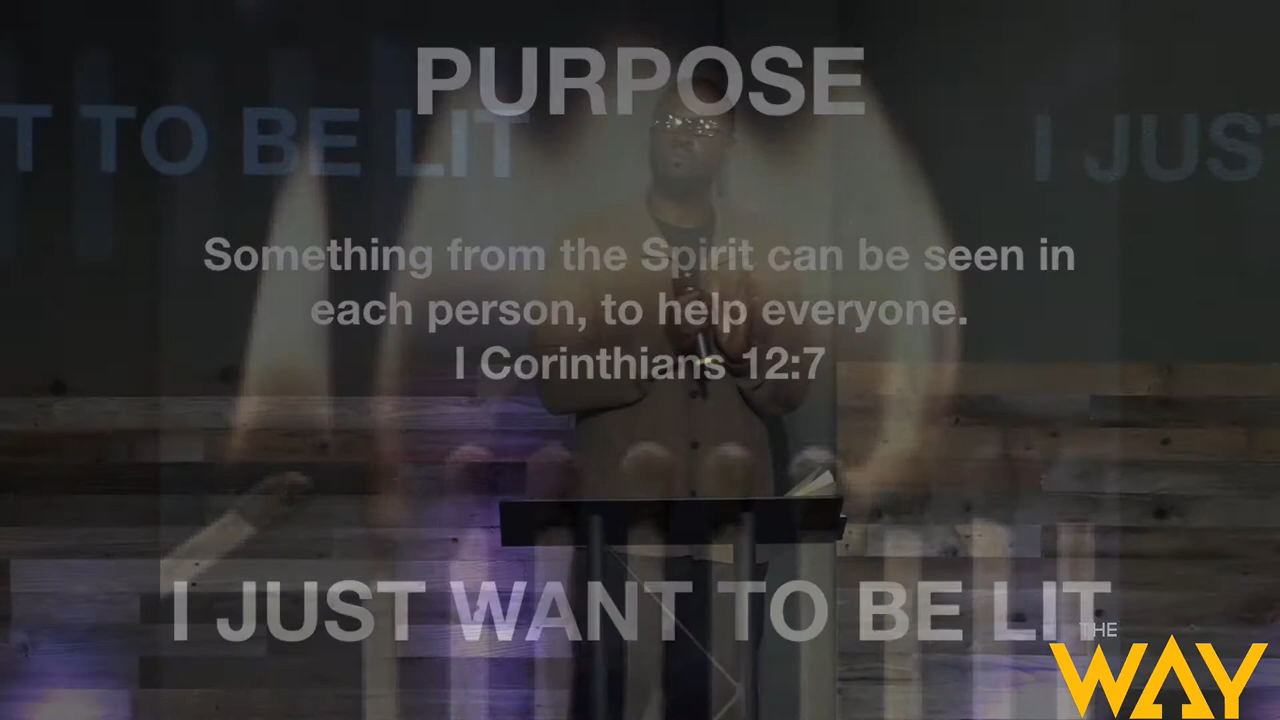 PURPOSE
T TO BE LIT
I JUST
Something from the Spirit can be seen in
each person, to help everyone.
I Corinthians 12:7
I JUST WANT TO BE LIT
THE
WAY